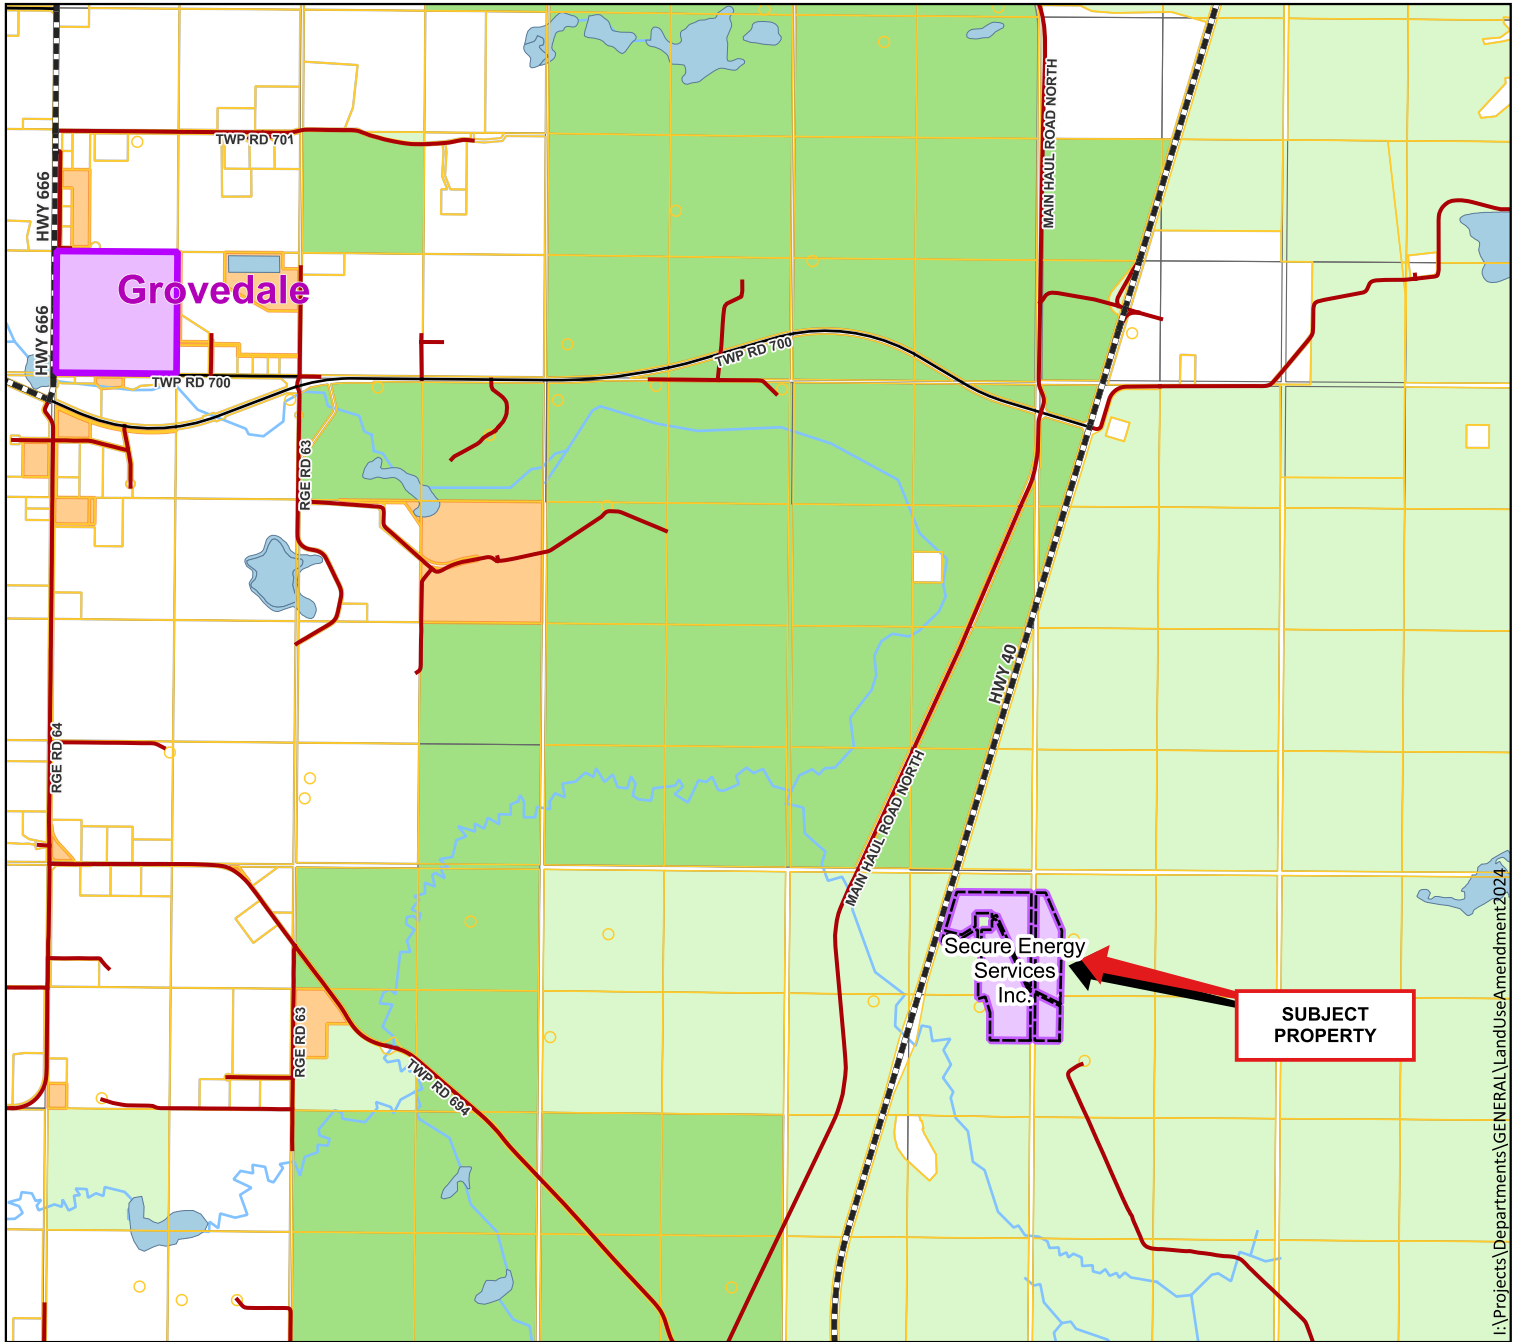 MAIN HAUL ROAD NORTH
TWP RD 701
HWY 666
Grovedale
HWY 666
TWP RD 700
TWP RD 700
RGE RD 63
HWY 40
RGE RD 64
MAIN HAUL ROAD NORTH
Secure Energy
Services
Inc.
SUBJECT
PROPERTY
RGE RD 63
TWP RD 694
I:\Projects\Departments\GENERAL\LandUseAmendment2024